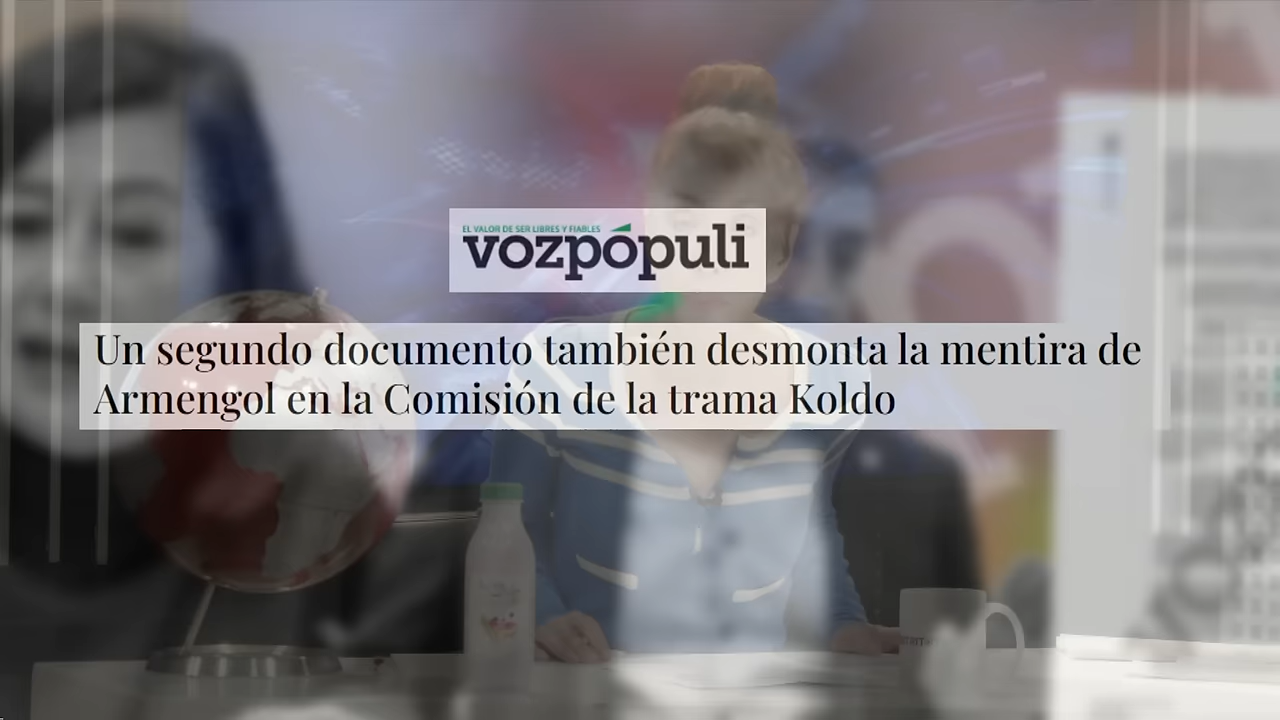 EL VALOR DE SER LIBRES Y FIABLES
vozpópuli
Un segundo documento también desmonta la mentira de
Armengol en la Comisión de la trama Koldo